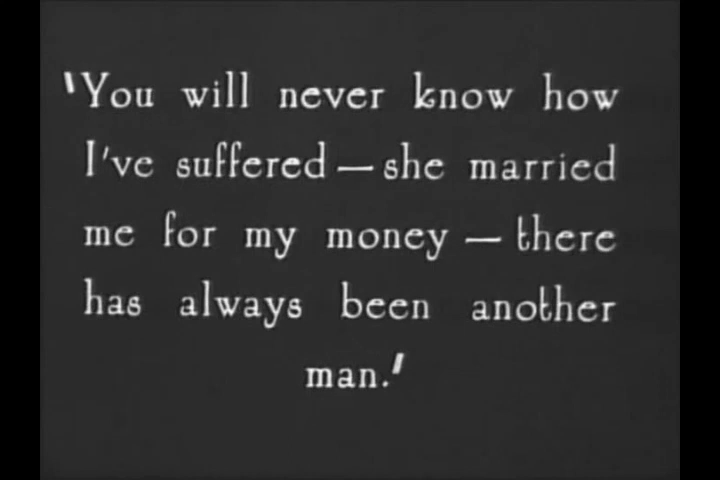 'You will never know how
I've suffered — she married
me for my money — there
has always been another
man.'